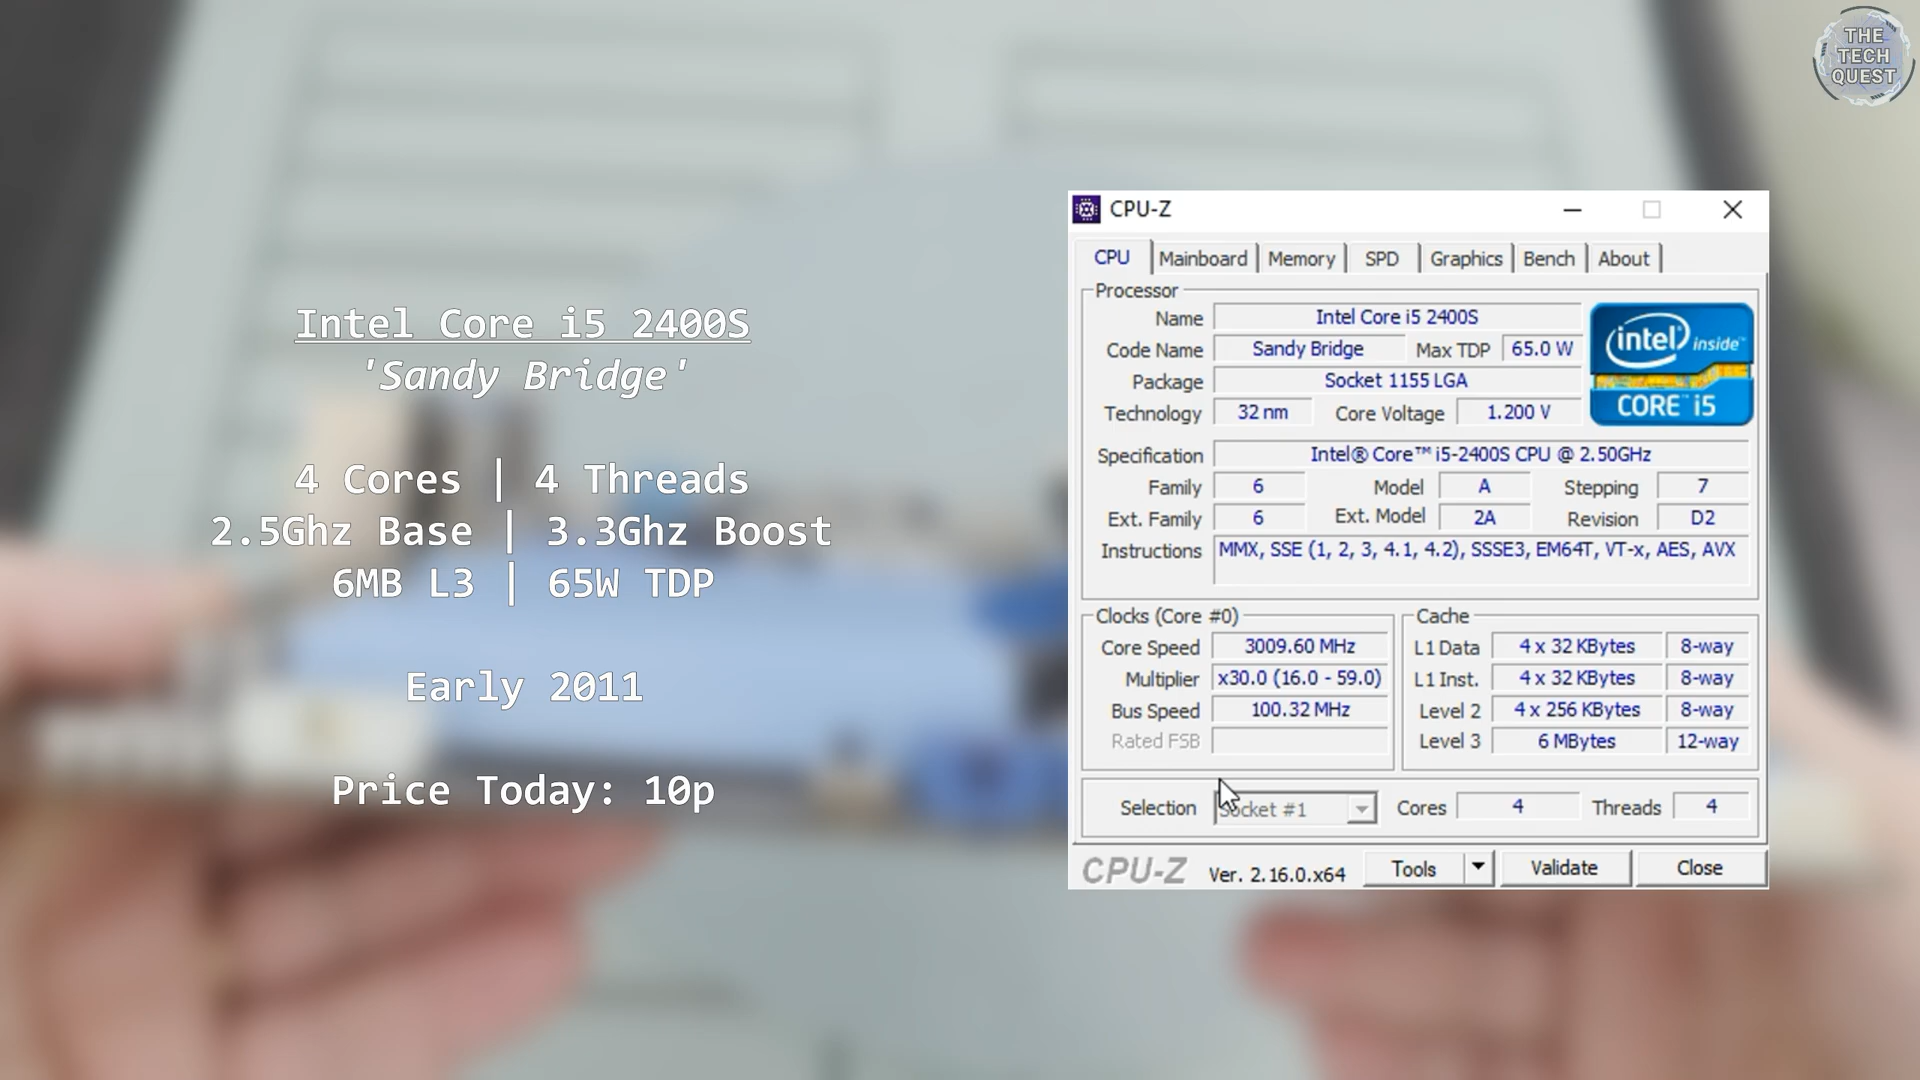 THE
TECH
QUEST
Intel Core i5 2400S
'Sandy Bridge'
4 Cores | 4 Threads
2.5Ghz Base | 3.3Ghz Boost
6MB L3 | 65W TDP
Early 2011
Price Today: 10p
CPU-Z
CPU Mainboard Memory SPD Graphics Bench About
Processor
Name Intel Core i5 2400S
Code Name Sandy Bridge Max TDP 65.0 W
Package Socket 1155 LGA
Technology 32 nm Core Voltage 1.200 V
intel inside™
CORE™ i5
Specification Intel® Core™ i5-2400S CPU @ 2.50GHz
Family 6 Model A Stepping 7
Ext. Family 6 Ext. Model 2A Revision D2
Instructions MMX, SSE (1, 2, 3, 4.1, 4.2), SSSE3, EM64T, VT-x, AES, AVX
Clocks (Core #0)
Core Speed 3009.60 MHz
Multiplier x30.0 (16.0 - 59.0)
Bus Speed 100.32 MHz
Rated FSB
Cache
L1 Data 4 x 32 KBytes 8-way
L1 Inst. 4 x 32 KBytes 8-way
Level 2 4 x 256 KBytes 8-way
Level 3 6 MBytes 12-way
Selection Socket #1 Cores 4 Threads 4
CPU-Z Ver. 2.16.0.x64 Tools Validate Close